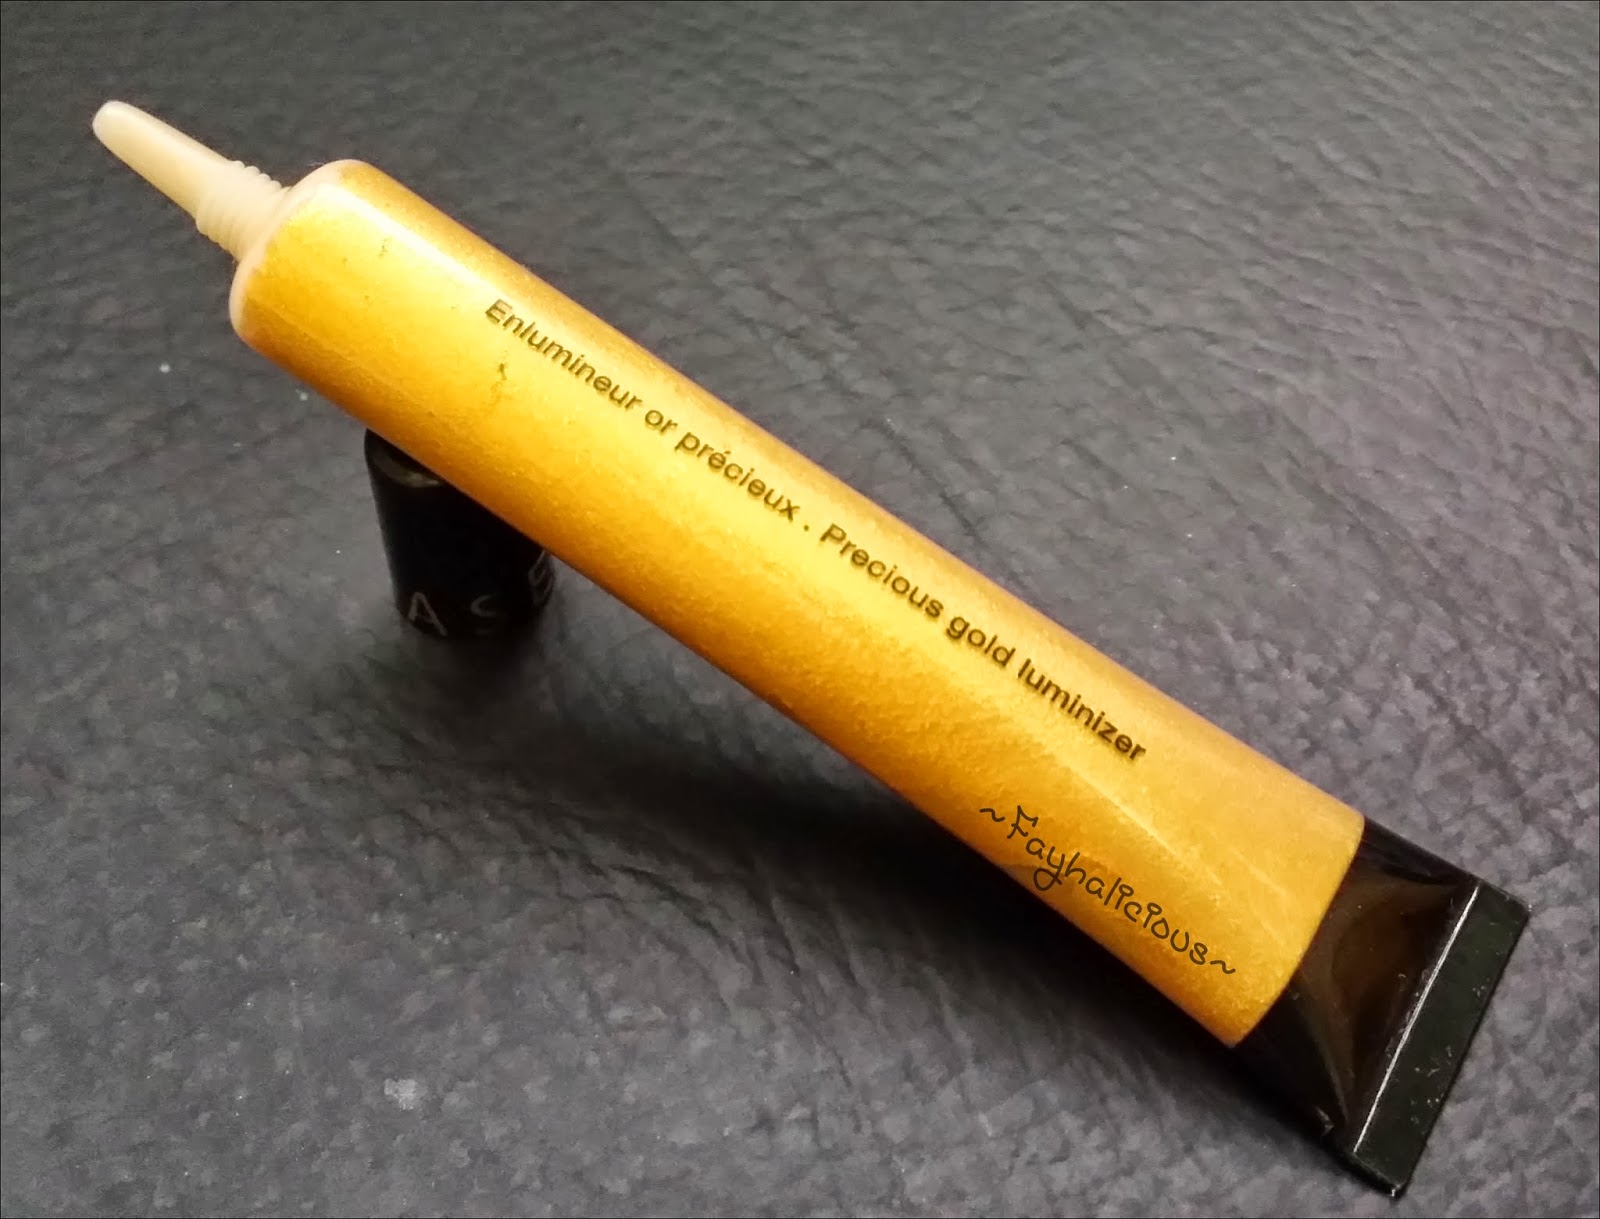 Enlumineur or précieux . Precious gold luminizer
~Fayhalicious~
A S E